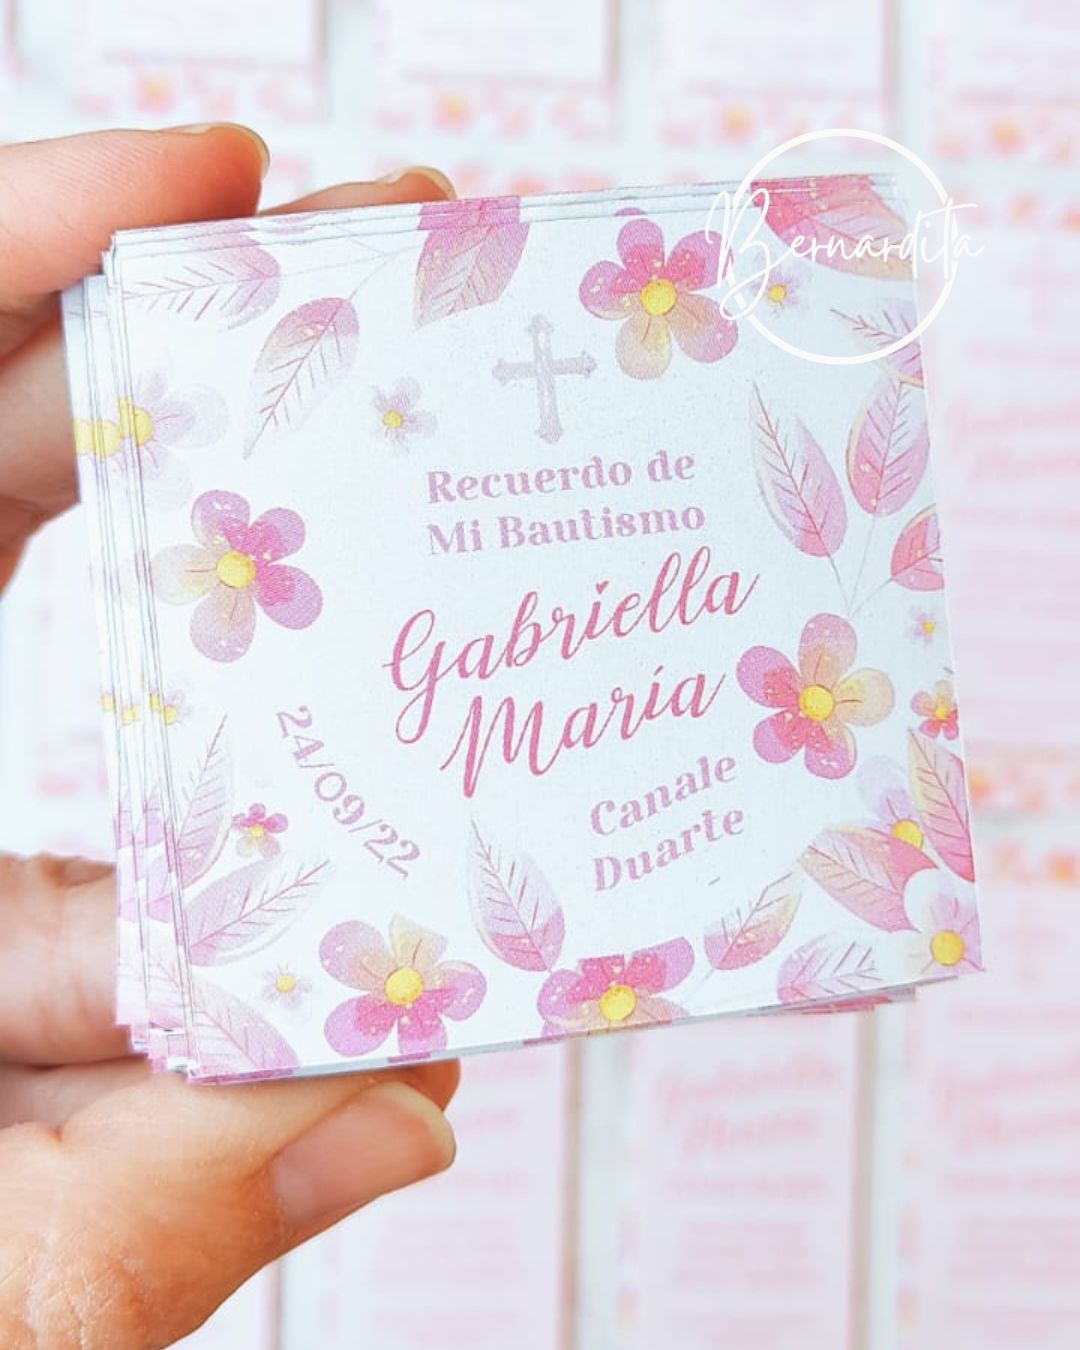 Bernardita
Recuerdo de
Mi Bautismo
Gabriella
María
24/09/22
Canale
Duarte